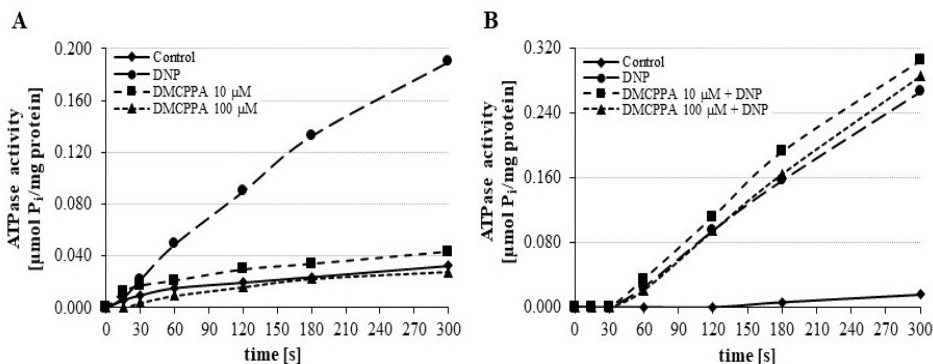 A
ATPase activity
[μmol Pi/mg protein]
0.200
0.160
0.120
0.080
0.040
0.000
Control
DNP
DMCPPA 10 μM
DMCPPA 100 μM
0 30 60 90 120 150 180 210 240 270 300
time [s]
B
ATPase activity
[μmol Pi/mg protein]
0.320
0.240
0.160
0.080
0.000
Control
DNP
DMCPPA 10 μM + DNP
DMCPPA 100 μM + DNP
0 30 60 90 120 150 180 210 240 270 300
time [s]